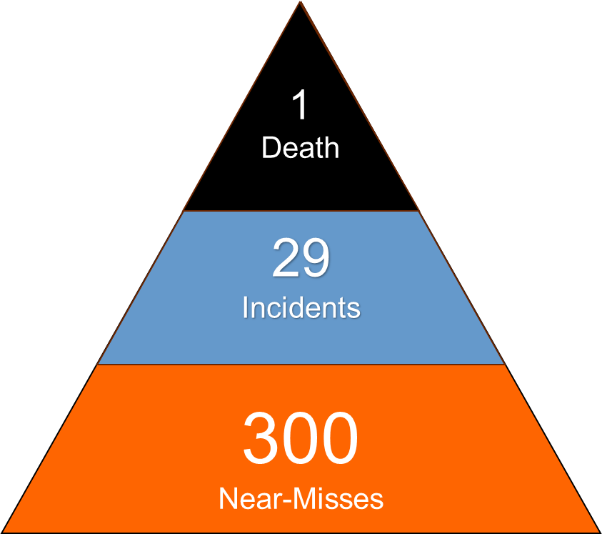 1
Death
29
Incidents
300
Near-Misses